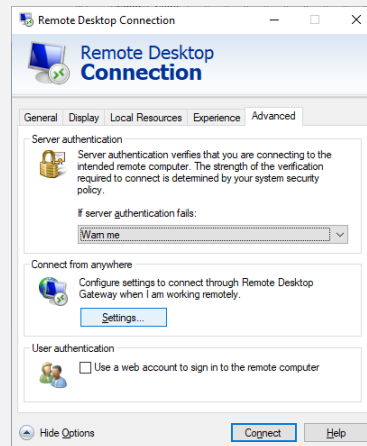 Remote Desktop Connection
Remote Desktop
Connection
General Display Local Resources Experience Advanced
Server authentication
Server authentication verifies that you are connecting to the
intended remote computer. The strength of the verification
required to connect is determined by your system security
policy.
If server authentication fails:
Warn me
Connect from anywhere
Configure settings to connect through Remote Desktop
Gateway when I am working remotely.
Settings...
User authentication
Use a web account to sign in to the remote computer
Hide Options
Connect
Help